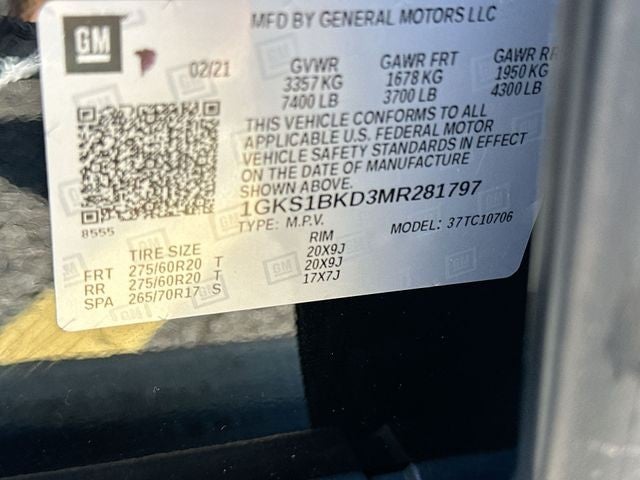 GM
MFD BY GENERAL MOTORS LLC
02/21
GVWR GAWR FRT GAWR RR
3357 KG 1678 KG 1950 KG
7400 LB 3700 LB 4300 LB
THIS VEHICLE CONFORMS TO ALL
APPLICABLE U.S. FEDERAL MOTOR
VEHICLE SAFETY STANDARDS IN EFFECT
ON THE DATE OF MANUFACTURE
SHOWN ABOVE.
1GKS1BKD3MR281797
8555
TYPE: M.P.V. MODEL: 37TC10706
TIRE SIZE RIM
FRT 275/60R20 T 20X9J
RR 275/60R20 T 20X9J
SPA 265/70R17 S 17X7J